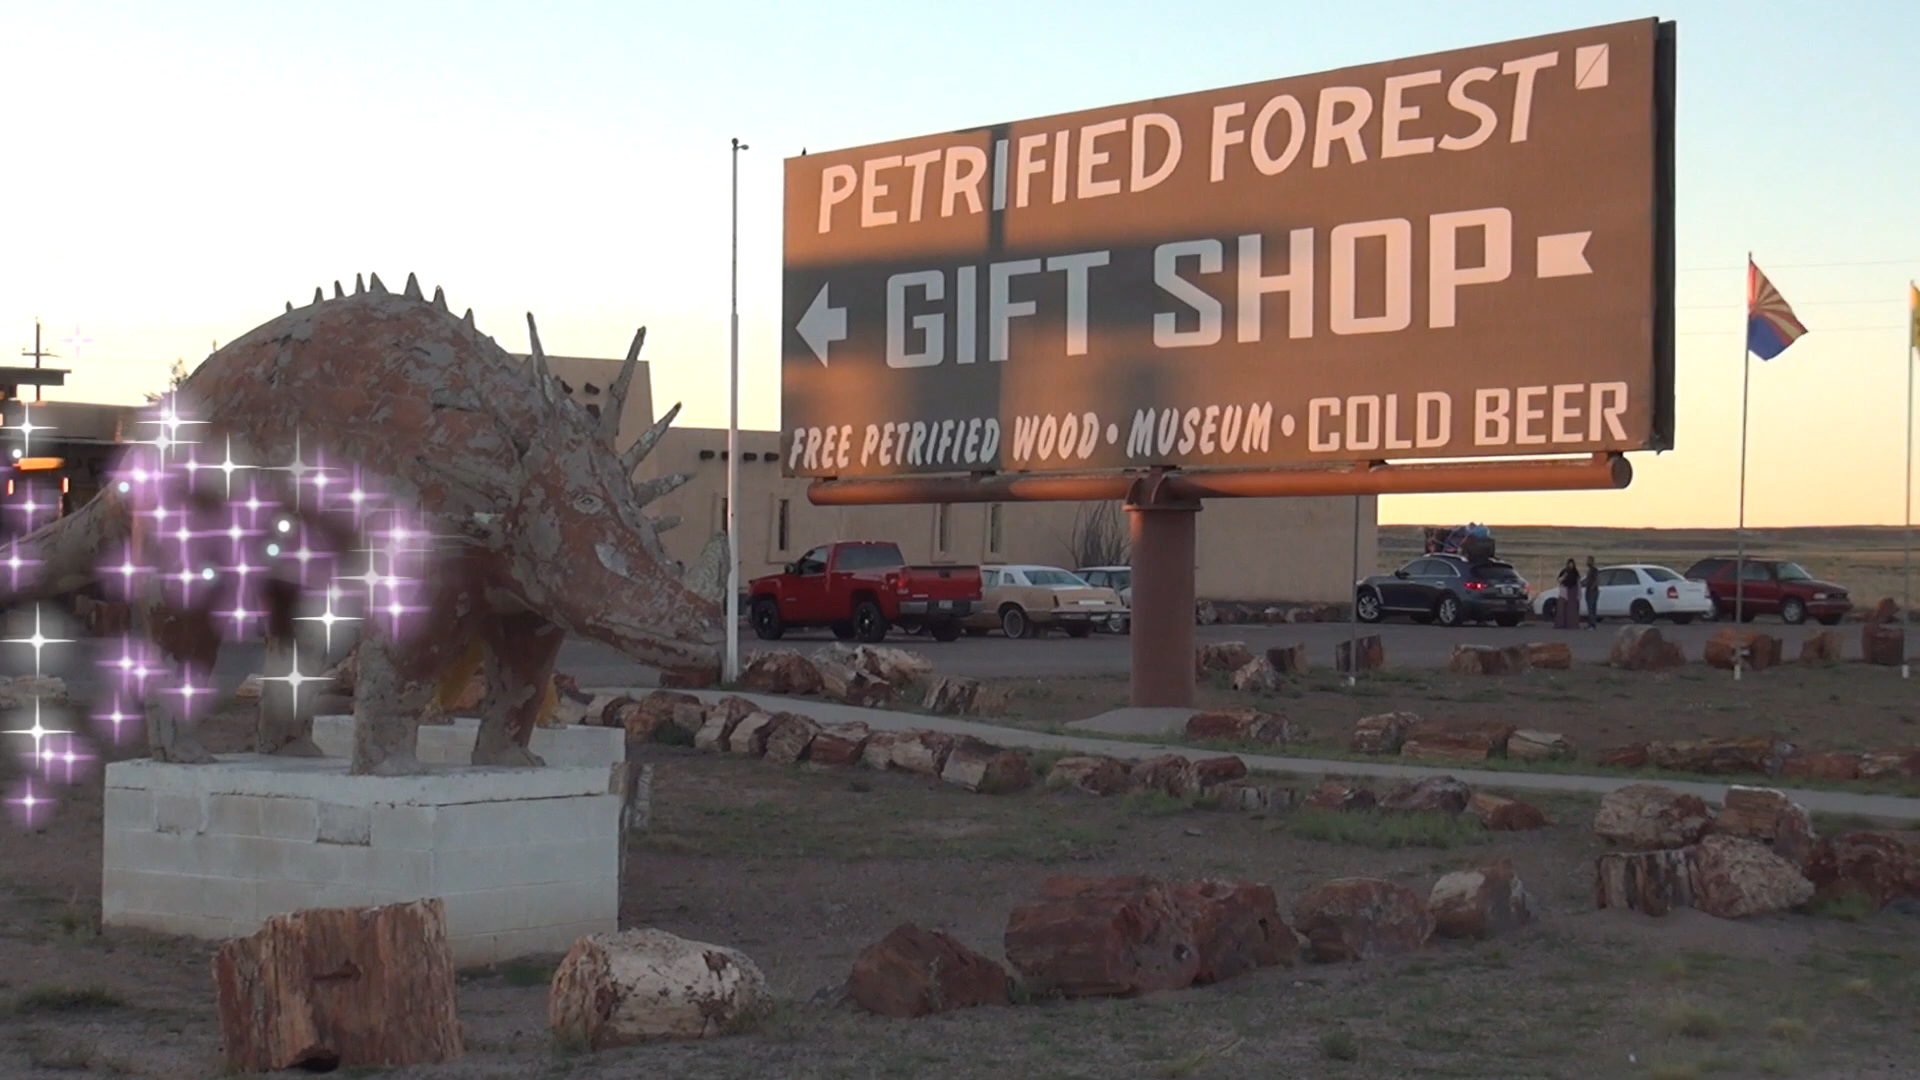 PETRIFIED FOREST
GIFT SHOP
FREE PETRIFIED WOOD • MUSEUM • COLD BEER